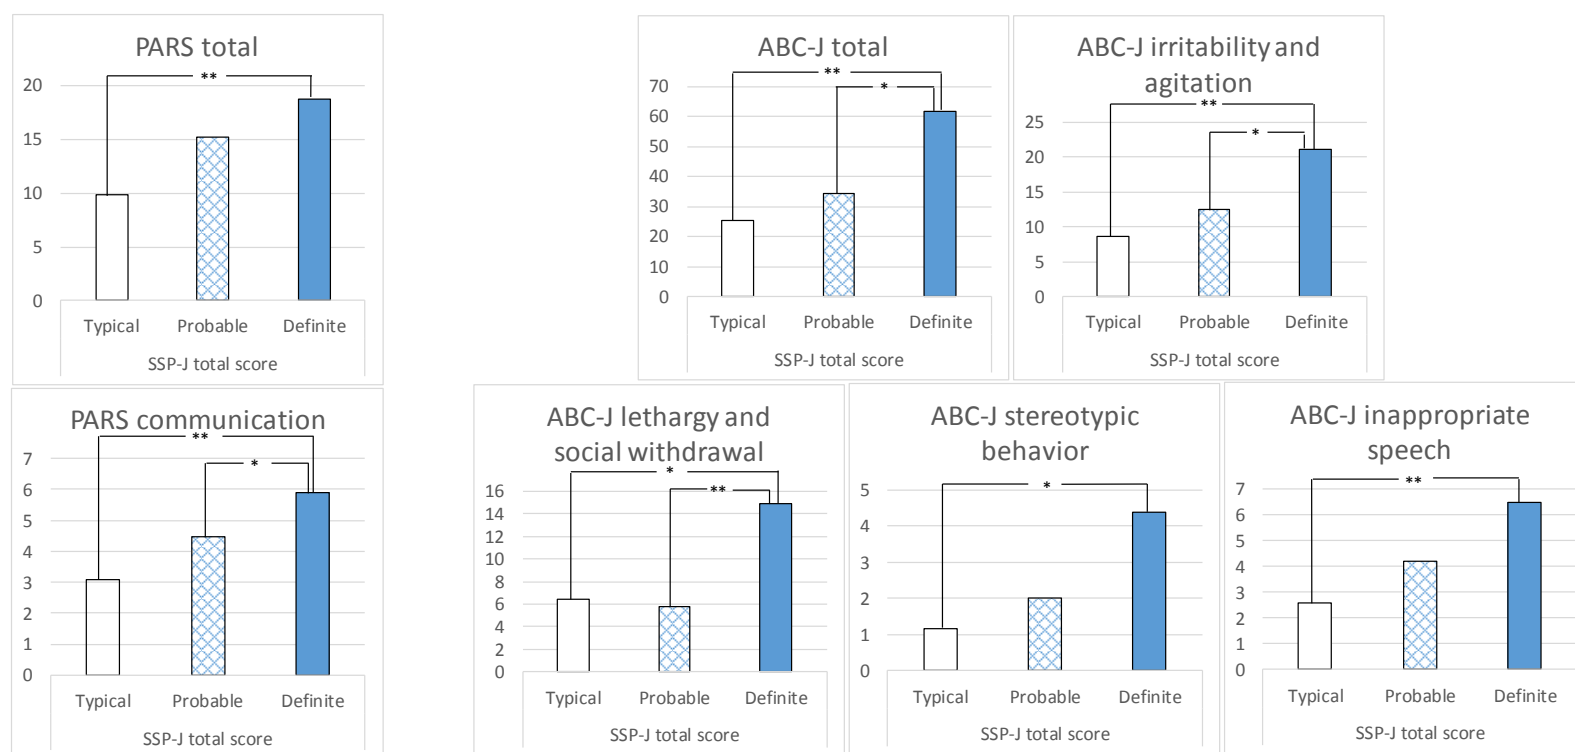 PARS total
**
20
15
10
5
0
Typical Probable Definite
SSP-J total score
ABC-J total
**
*
70
60
50
40
30
20
10
0
Typical Probable Definite
SSP-J total score
ABC-J irritability and
agitation
**
*
25
20
15
10
5
0
Typical Probable Definite
SSP-J total score
PARS communication
**
*
7
6
5
4
3
2
1
0
Typical Probable Definite
SSP-J total score
ABC-J lethargy and
social withdrawal
*
**
16
14
12
10
8
6
4
2
0
Typical Probable Definite
SSP-J total score
ABC-J stereotypic
behavior
*
5
4
3
2
1
0
Typical Probable Definite
SSP-J total score
ABC-J inappropriate
speech
**
7
6
5
4
3
2
1
0
Typical Probable Definite
SSP-J total score